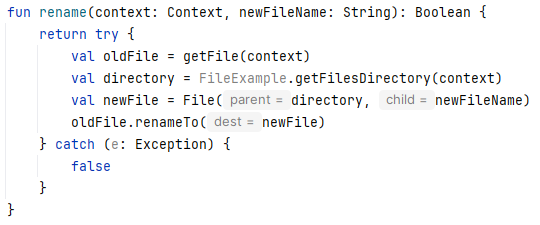 fun rename(context: Context, newFileName: String): Boolean {
    return try {
        val oldFile = getFile(context)
        val directory = FileExample.getFilesDirectory(context)
        val newFile = File( parent = directory, child = newFileName)
        oldFile.renameTo( dest = newFile)
    } catch (e: Exception) {
        false
    }
}